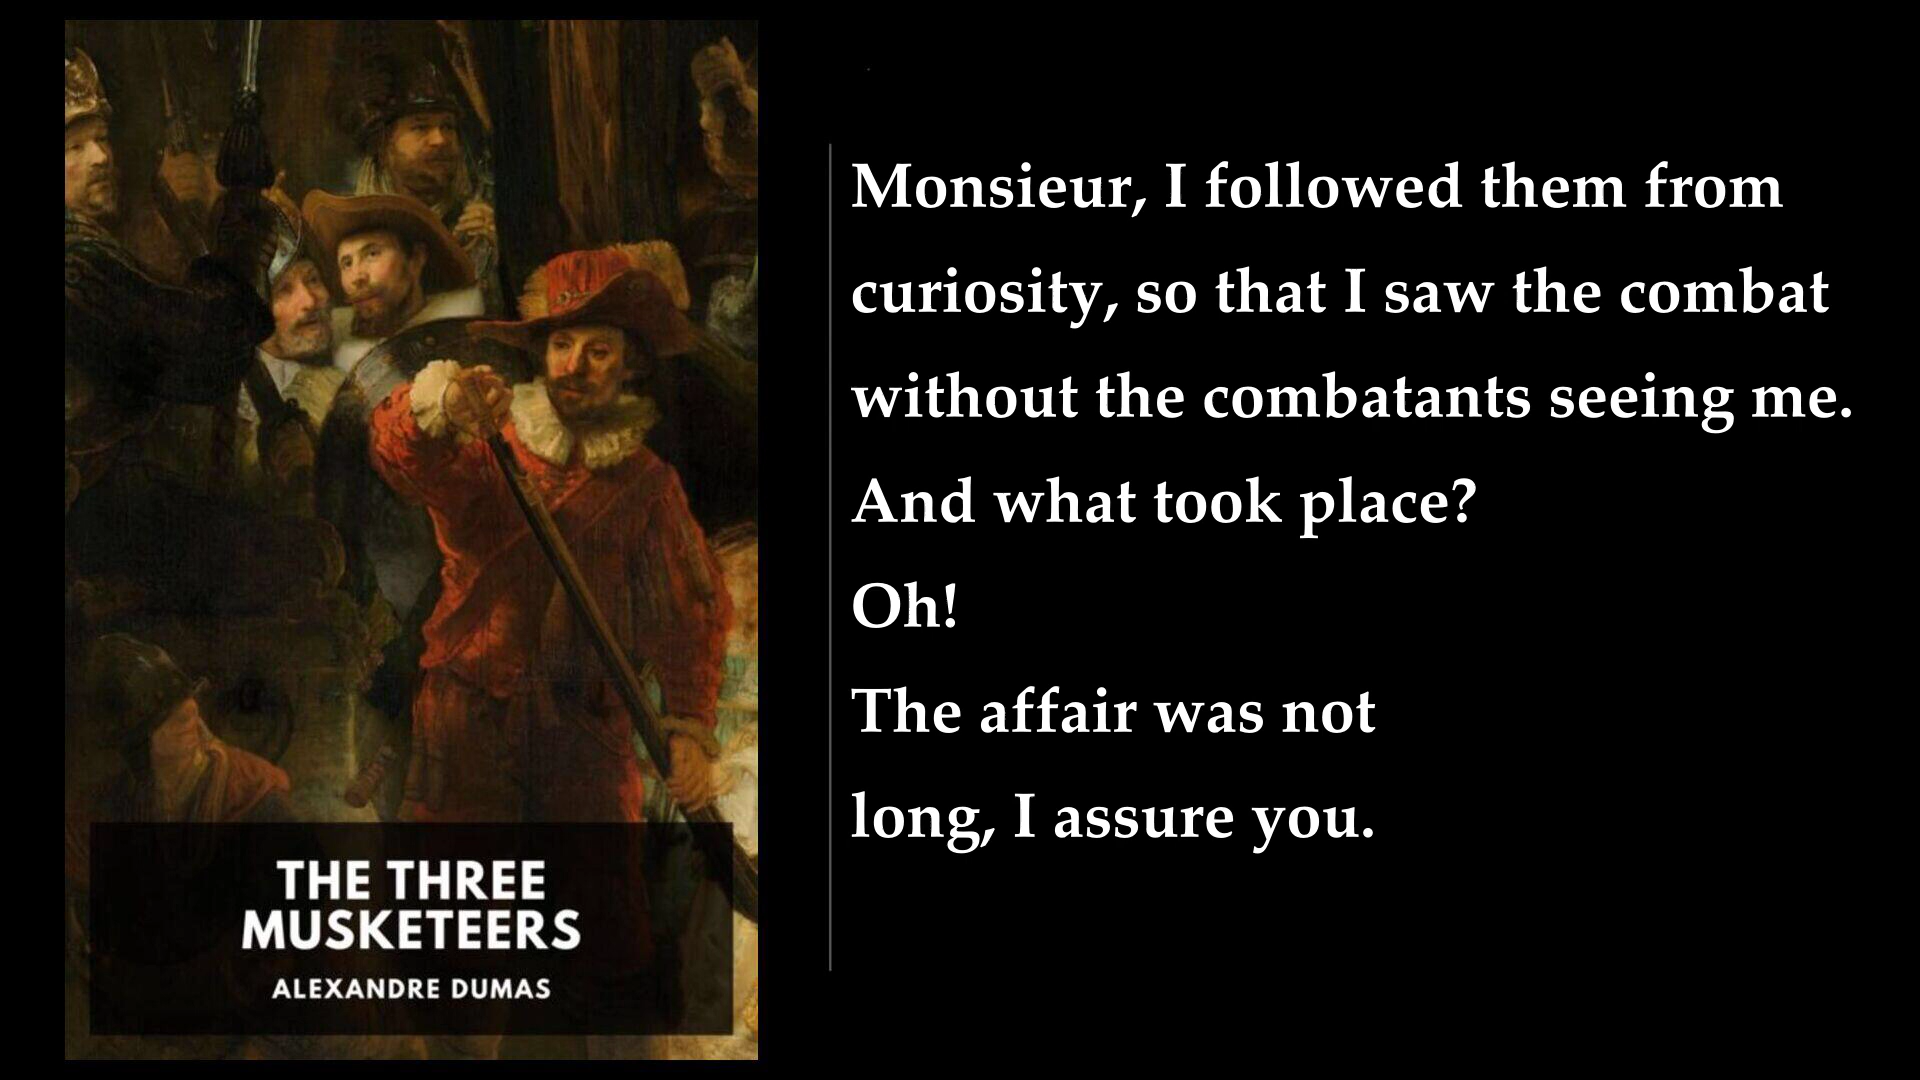 THE THREE
MUSKETEERS
ALEXANDRE DUMAS
Monsieur, I followed them from
curiosity, so that I saw the combat
without the combatants seeing me.
And what took place?
Oh!
The affair was not
long, I assure you.